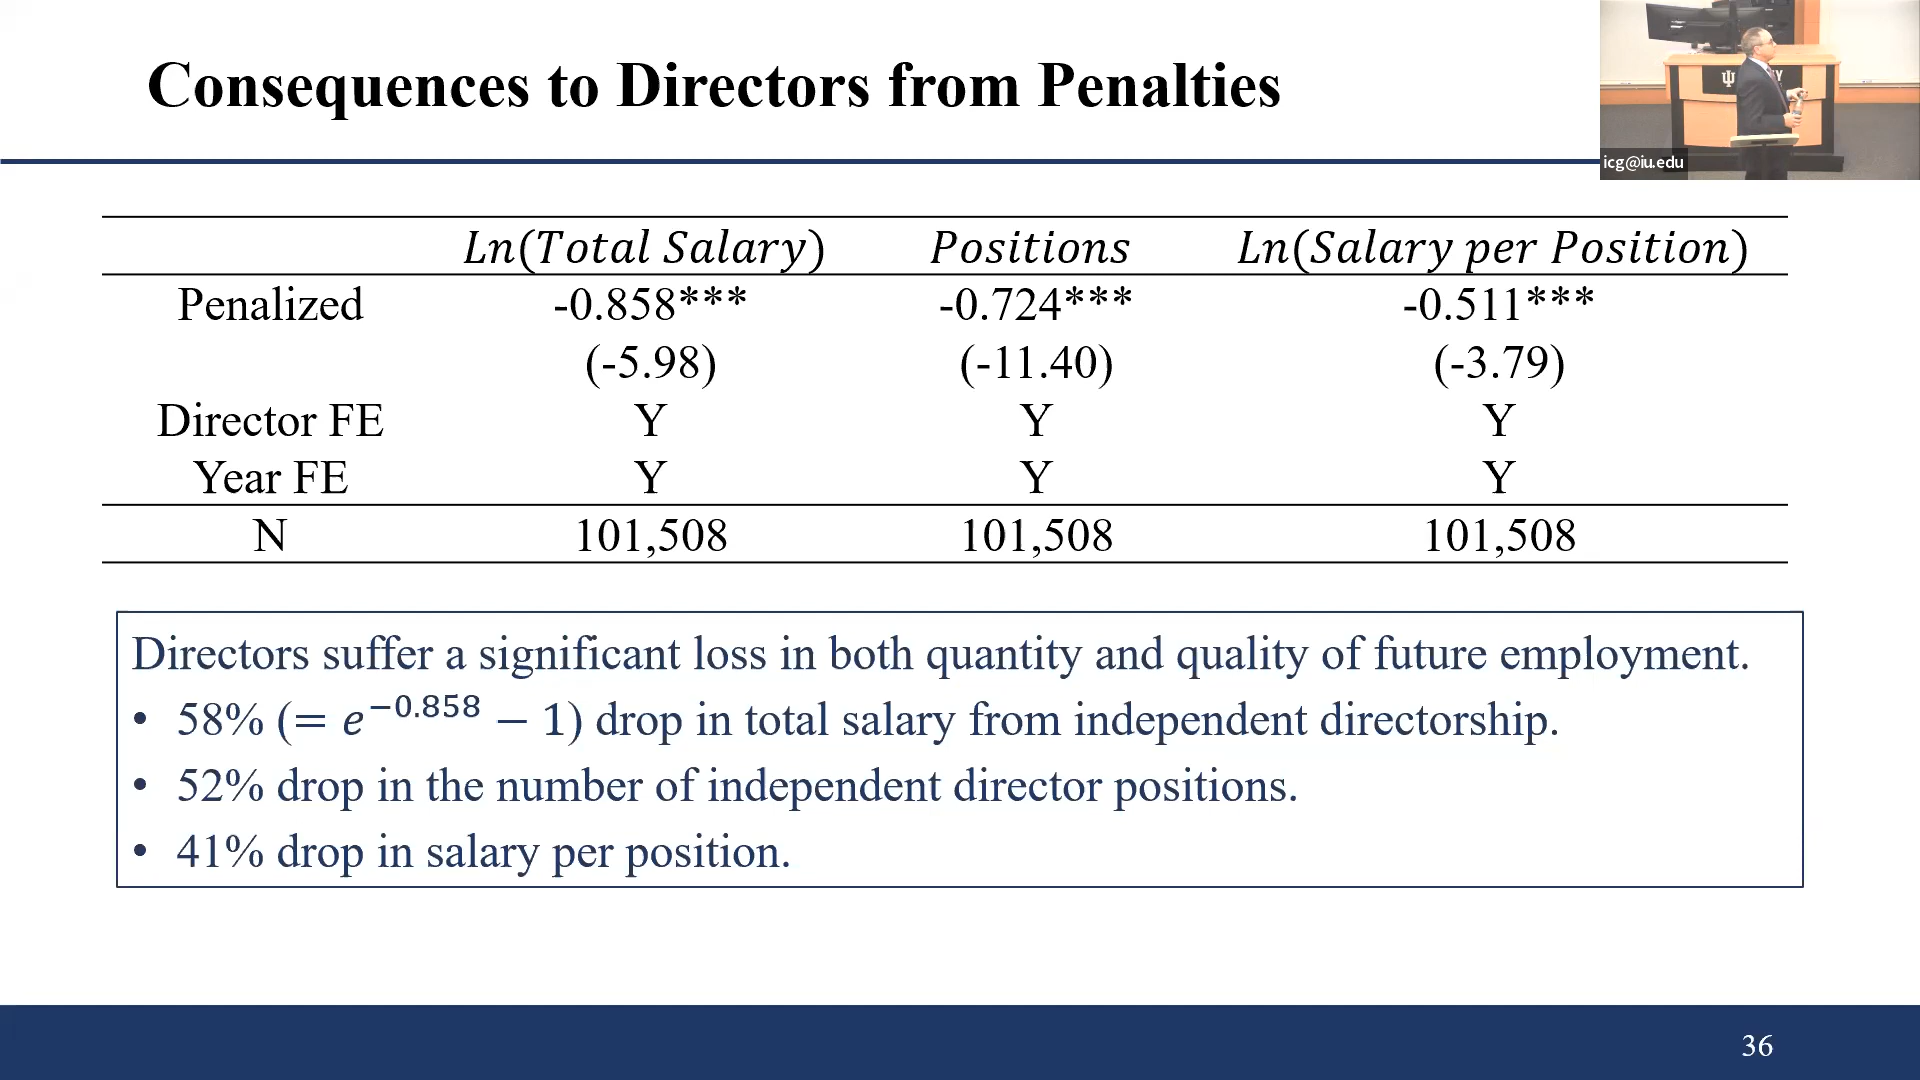 Consequences to Directors from Penalties
icg@iu.edu
Ln(Total Salary) Positions Ln(Salary per Position)
Penalized -0.858*** -0.724*** -0.511***
(-5.98) (-11.40) (-3.79)
Director FE Y Y Y
Year FE Y Y Y
N 101,508 101,508 101,508
Directors suffer a significant loss in both quantity and quality of future employment.
• 58% (= e^−0.858 − 1) drop in total salary from independent directorship.
• 52% drop in the number of independent director positions.
• 41% drop in salary per position.
36